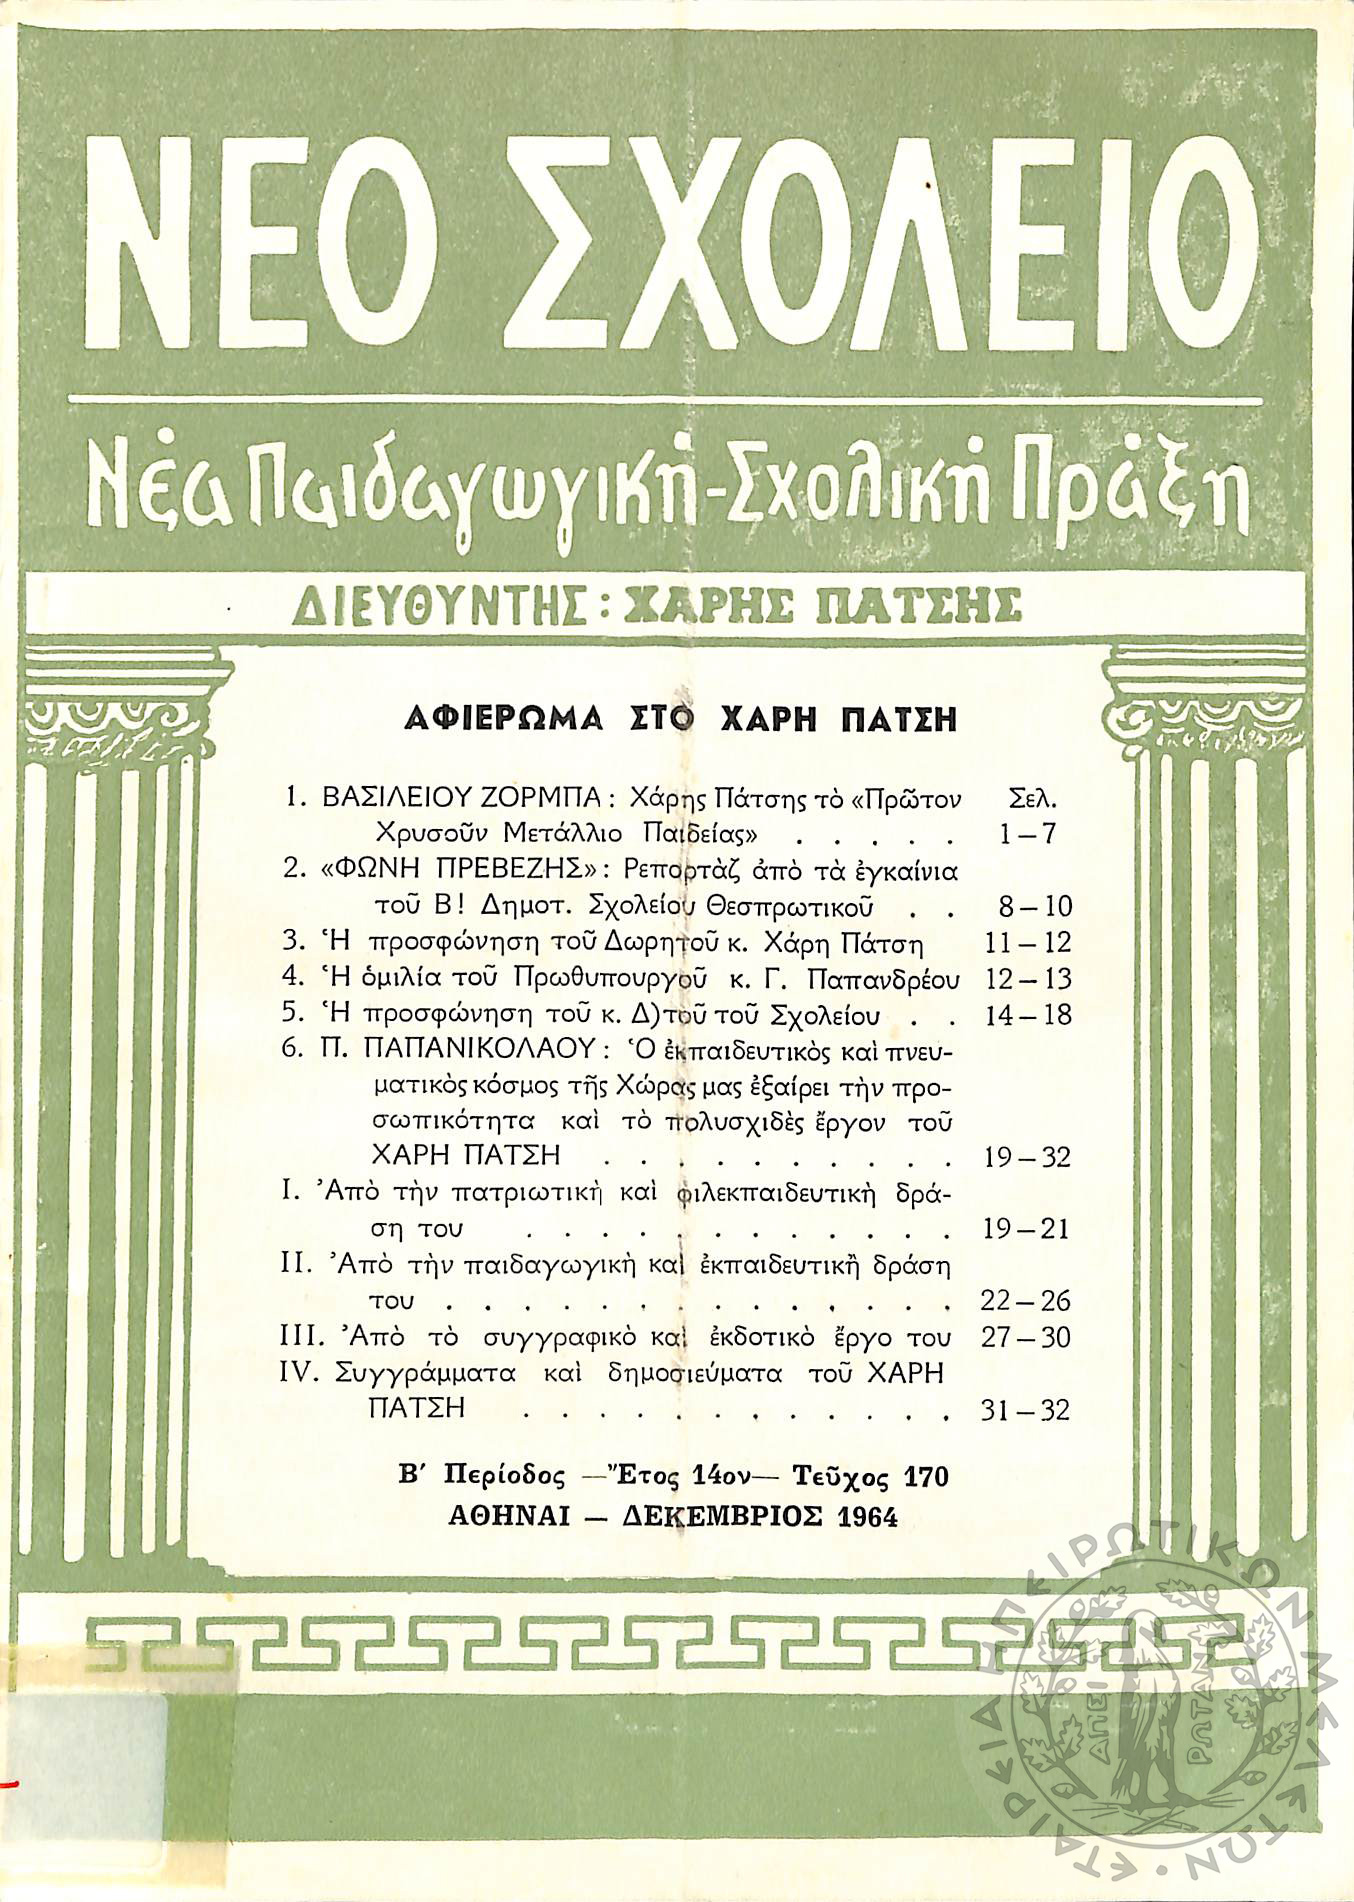 ΝΕΟ ΣΧΟΛΕΙΟ
Νέα Παιδαγωγική-Σχολική Πράξη
ΔΙΕΥΘΥΝΤΗΣ: ΧΑΡΗΣ ΠΑΤΣΗΣ
ΑΦΙΕΡΩΜΑ ΣΤΟ ΧΑΡΗ ΠΑΤΣΗ
1. ΒΑΣΙΛΕΙΟΥ ΖΟΡΜΠΑ : Χάρης Πάτσης τὸ «Πρῶτον Σελ.
Χρυσοῦν Μετάλλιο Παιδείας» . . . . . 1–7
2. «ΦΩΝΗ ΠΡΕΒΕΖΗΣ» : Ρεπορτὰζ ἀπὸ τὰ ἐγκαίνια
τοῦ Β! Δημοτ. Σχολείου Θεσπρωτικοῦ . . 8–10
3. Ἡ προσφώνηση τοῦ Δωρητοῦ κ. Χάρη Πάτση 11–12
4. Ἡ ὁμιλία τοῦ Πρωθυπουργοῦ κ. Γ. Παπανδρέου 12–13
5. Ἡ προσφώνηση τοῦ κ. Δ)τοῦ τοῦ Σχολείου . . 14–18
6. Π. ΠΑΠΑΝΙΚΟΛΑΟΥ : Ὁ ἐκπαιδευτικὸς καὶ πνευ-
ματικὸς κόσμος τῆς Χώρας μας ἐξαίρει τὴν προ-
σωπικότητα καὶ τὸ πολυσχιδὲς ἔργον τοῦ
ΧΑΡΗ ΠΑΤΣΗ . . . . . . . . . . 19–32
I. Ἀπὸ τὴν πατριωτικὴ καὶ φιλεκπαιδευτικὴ δρά-
ση του . . . . . . . . . . . . 19–21
II. Ἀπὸ τὴν παιδαγωγικὴ καὶ ἐκπαιδευτικὴ δράση
του . . . . . . . . . . . . . . 22–26
III. Ἀπὸ τὸ συγγραφικὸ καὶ ἐκδοτικὸ ἔργο του 27–30
IV. Συγγράμματα καὶ δημοσιεύματα τοῦ ΧΑΡΗ
ΠΑΤΣΗ . . . . . . . . . . . . 31–32
Β′ Περίοδος —Ἔτος 14ον— Τεῦχος 170
ΑΘΗΝΑΙ — ΔΕΚΕΜΒΡΙΟΣ 1964
ΕΤΑΙΡΕΙΑ ΗΠΕΙΡΩΤΙΚΩΝ ΜΕΛΕΤΩΝ
ΑΠΕΙ
ΡΩΤΑΝ